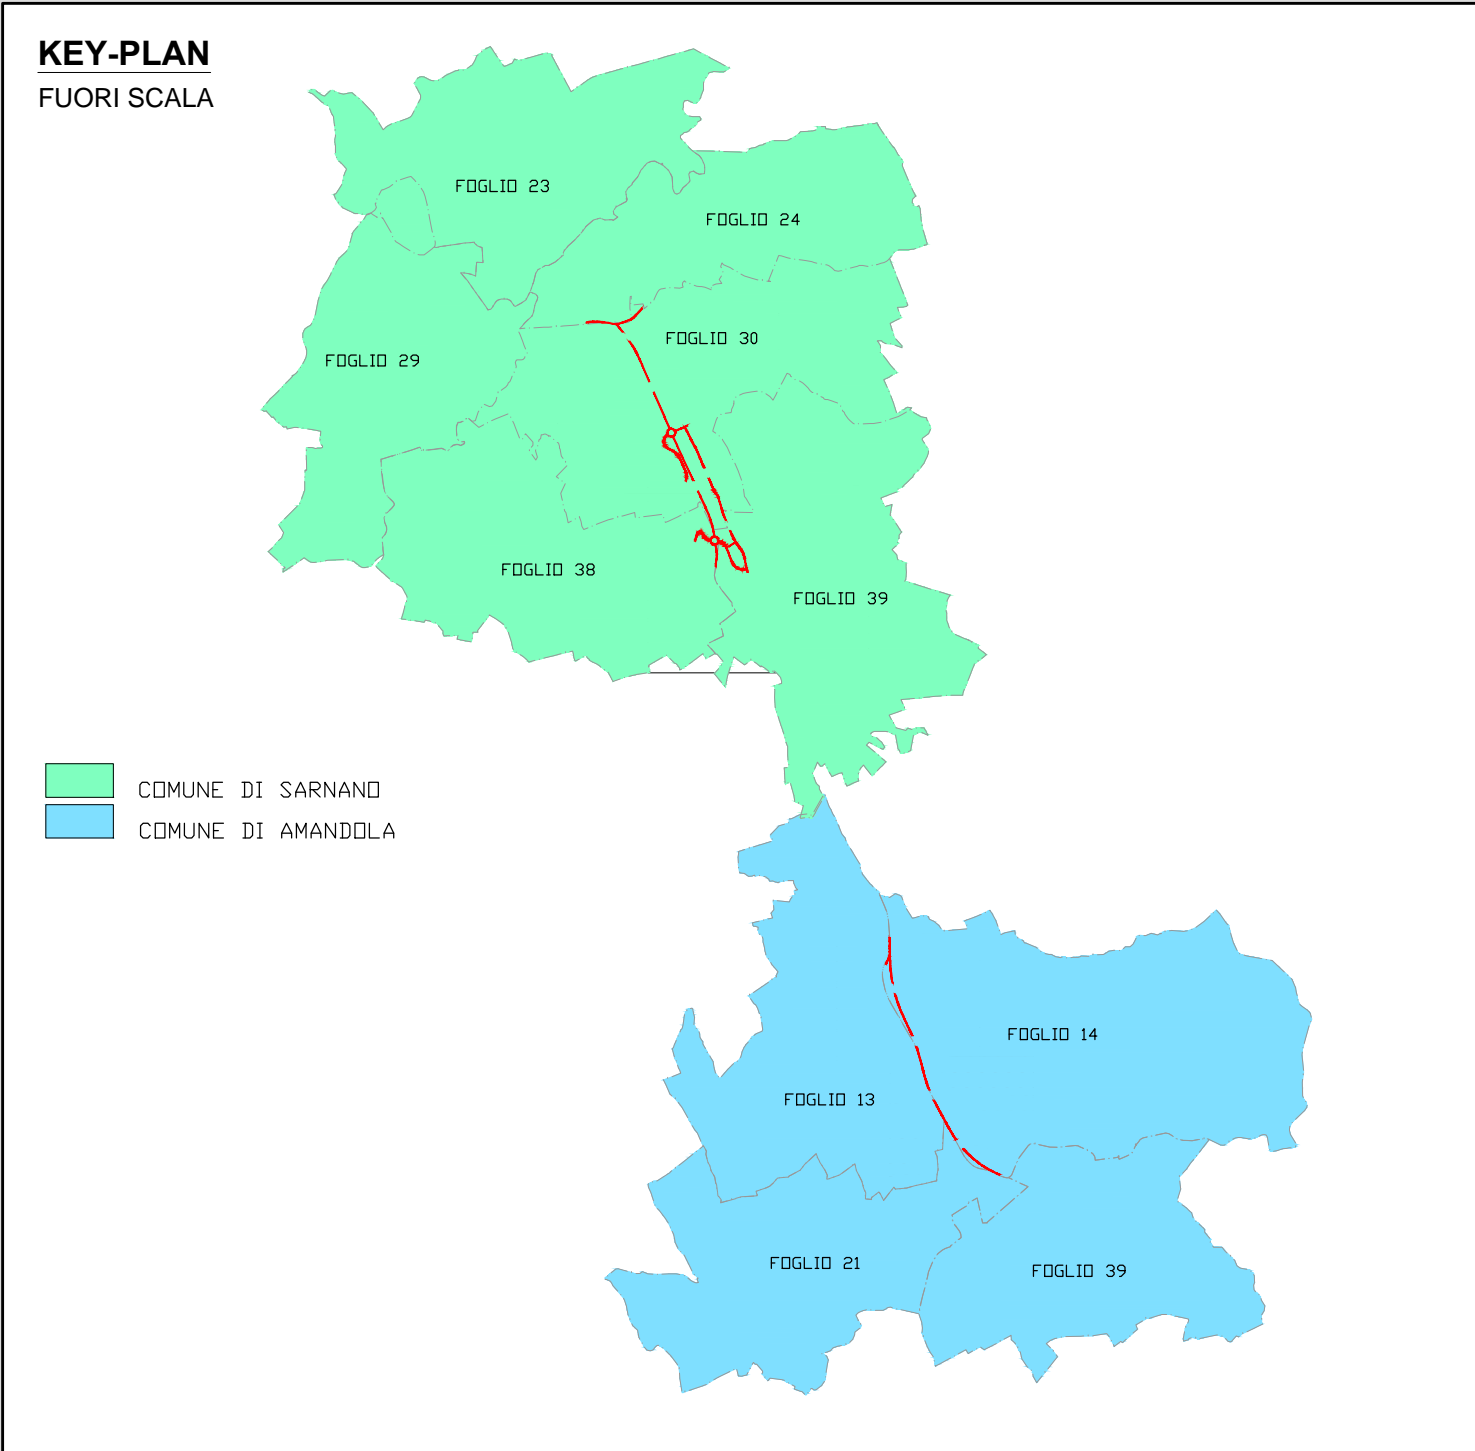 KEY-PLAN
FUORI SCALA
FOGLIO 23
FOGLIO 24
FOGLIO 30
FOGLIO 29
FOGLIO 38
FOGLIO 39
COMUNE DI SARNANO
COMUNE DI AMANDOLA
FOGLIO 14
FOGLIO 13
FOGLIO 21
FOGLIO 39